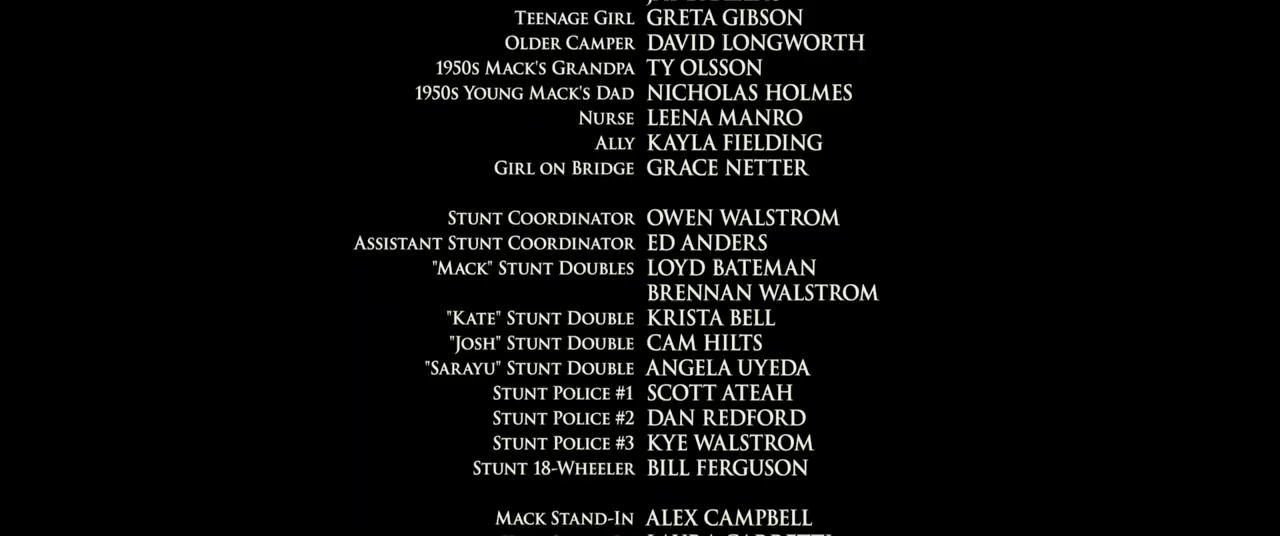 Teenage Girl GRETA GIBSON
Older Camper DAVID LONGWORTH
1950s Mack's Grandpa TY OLSSON
1950s Young Mack's Dad NICHOLAS HOLMES
Nurse LEENA MANRO
Ally KAYLA FIELDING
Girl on Bridge GRACE NETTER
Stunt Coordinator OWEN WALSTROM
Assistant Stunt Coordinator ED ANDERS
"Mack" Stunt Doubles LOYD BATEMAN
BRENNAN WALSTROM
"Kate" Stunt Double KRISTA BELL
"Josh" Stunt Double CAM HILTS
"Sarayu" Stunt Double ANGELA UYEDA
Stunt Police #1 SCOTT ATEAH
Stunt Police #2 DAN REDFORD
Stunt Police #3 KYE WALSTROM
Stunt 18-Wheeler BILL FERGUSON
Mack Stand-In ALEX CAMPBELL